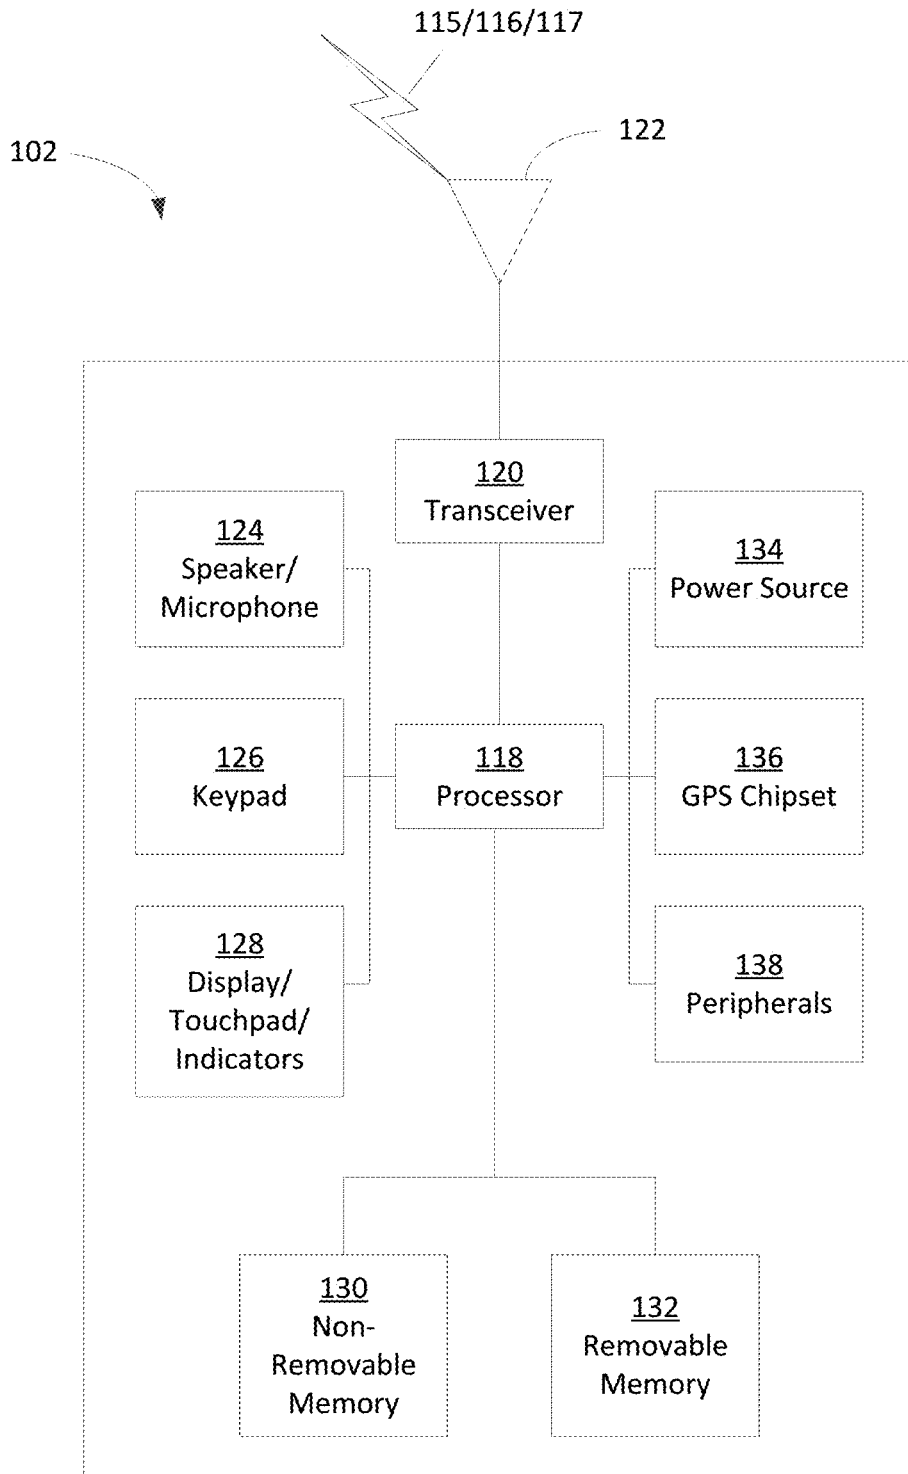 115/116/117
122
102
120
Transceiver
124
Speaker/
Microphone
134
Power Source
126
Keypad
118
Processor
136
GPS Chipset
128
Display/
Touchpad/
Indicators
138
Peripherals
130
Non-
Removable
Memory
132
Removable
Memory